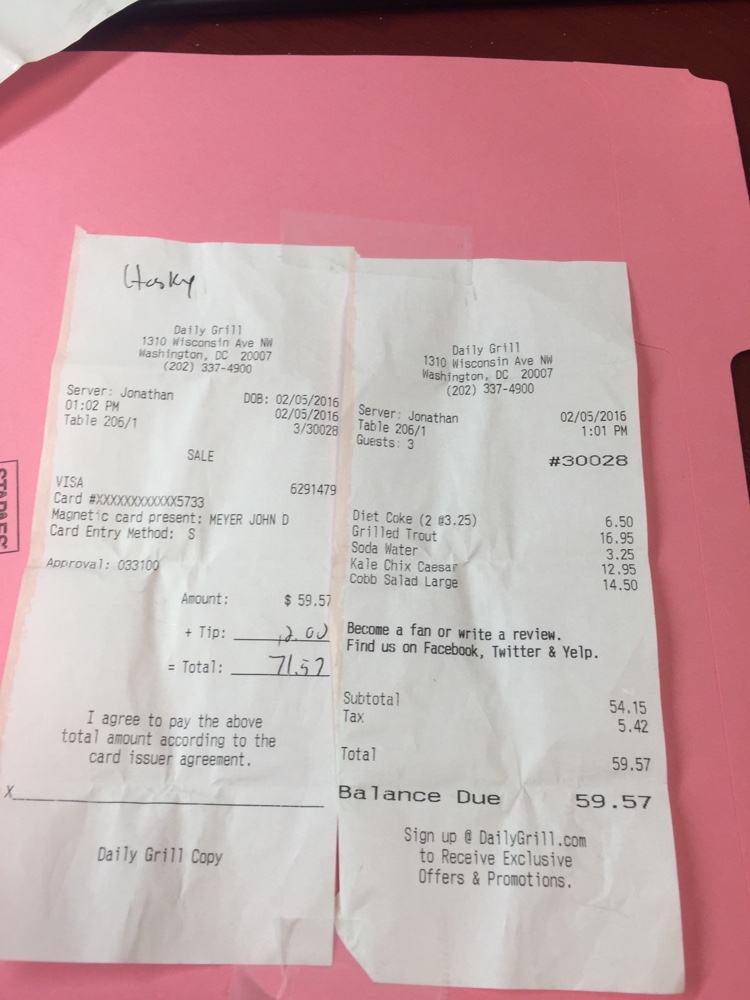 Husky
Daily Grill
1310 Wisconsin Ave NW
Washington, DC 20007
(202) 337-4900
Server: Jonathan DOB: 02/05/2016
01:02 PM 02/05/2016
Table 206/1 3/30028
SALE
VISA 6291479
Card #XXXXXXXXXXXX5733
Magnetic card present: MEYER JOHN D
Card Entry Method: S
Approval: 033100
Amount: $ 59.57
+ Tip: 12.00
= Total: 71.57
I agree to pay the above
total amount according to the
card issuer agreement.
X
Daily Grill Copy
Daily Grill
1310 Wisconsin Ave NW
Washington, DC 20007
(202) 337-4900
Server: Jonathan 02/05/2016
Table 206/1 1:01 PM
Guests: 3
#30028
Diet Coke (2 @3.25) 6.50
Grilled Trout 16.95
Soda Water 3.25
Kale Chix Caesar 12.95
Cobb Salad Large 14.50
Become a fan or write a review.
Find us on Facebook, Twitter & Yelp.
Subtotal 54.15
Tax 5.42
Total 59.57
Balance Due 59.57
Sign up @ DailyGrill.com
to Receive Exclusive
Offers & Promotions.
STAPLES